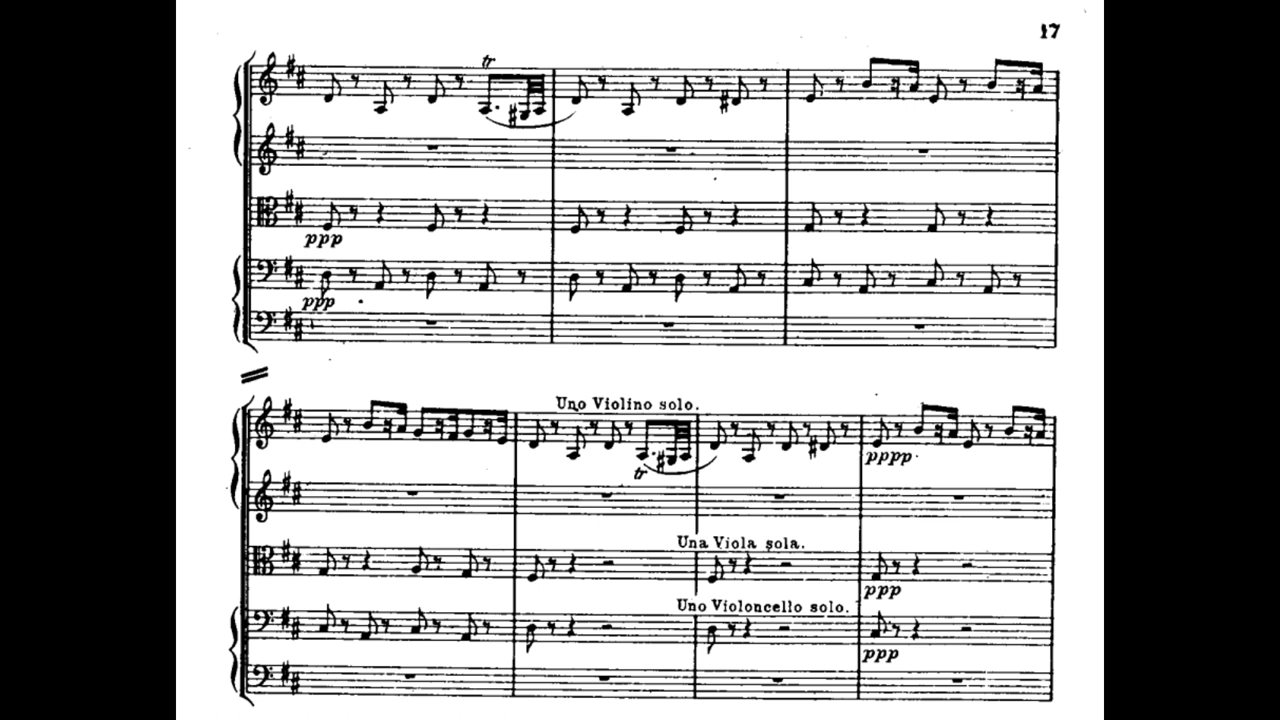 17
tr
ppp
ppp
Uno Violino solo.
tr
pppp
Una Viola sola.
ppp
Uno Violoncello solo.
ppp